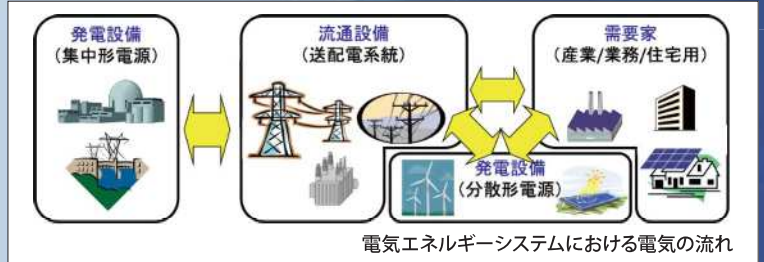 発電設備
(集中形電源)
流通設備
(送配電系統)
需要家
(産業/業務/住宅用)
発電設備
(分散形電源)
電気エネルギーシステムにおける電気の流れ